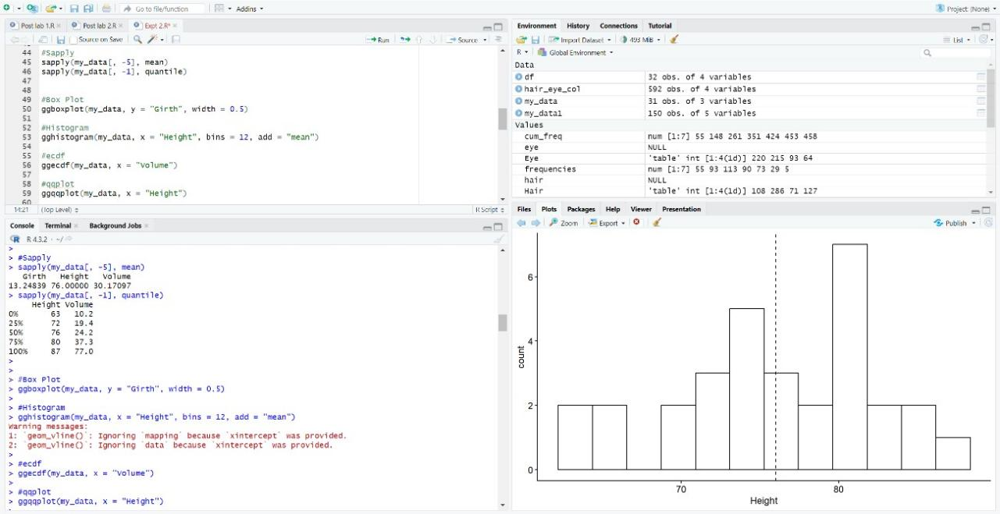 Go to file/function
Addins
Project: (None)
Post lab 1.R
Post lab 2.R
Expt 2.R*
Source on Save
Run
Source
44 #Sapply
45 sapply(my_data[, -5], mean)
46 sapply(my_data[, -1], quantile)
47
48
49 #Box Plot
50 ggboxplot(my_data, y = "Girth", width = 0.5)
51
52 #Histogram
53 gghistogram(my_data, x = "Height", bins = 12, add = "mean")
54
55 #ecdf
56 ggecdf(my_data, x = "Volume")
57
58 #qqplot
59 ggqqplot(my_data, x = "Height")
60
14:21 (Top Level)
R Script
Console
Terminal
Background Jobs
R 4.3.2 · ~/
>
> #Sapply
> sapply(my_data[, -5], mean)
Girth Height Volume
13.24839 76.00000 30.17097
> sapply(my_data[, -1], quantile)
Height Volume
0% 63 10.2
25% 72 19.4
50% 76 24.2
75% 80 37.3
100% 87 77.0
>
>
> #Box Plot
> ggboxplot(my_data, y = "Girth", width = 0.5)
>
> #Histogram
> gghistogram(my_data, x = "Height", bins = 12, add = "mean")
Warning messages:
1: `geom_vline()`: Ignoring `mapping` because `xintercept` was provided.
2: `geom_vline()`: Ignoring `data` because `xintercept` was provided.
>
> #ecdf
> ggecdf(my_data, x = "Volume")
>
> #qqplot
> ggqqplot(my_data, x = "Height")
Environment
History
Connections
Tutorial
Import Dataset
493 MiB
List
R
Global Environment
Data
df 32 obs. of 4 variables
hair_eye_col 592 obs. of 4 variables
my_data 31 obs. of 3 variables
my_data1 150 obs. of 5 variables
Values
cum_freq num [1:7] 55 148 261 351 424 453 458
eye NULL
Eye 'table' int [1:4(1d)] 220 215 93 64
frequencies num [1:7] 55 93 113 90 73 29 5
hair NULL
Hair 'table' int [1:4(1d)] 108 286 71 127
Files
Plots
Packages
Help
Viewer
Presentation
Zoom
Export
Publish
6
4
2
0
count
70
80
Height